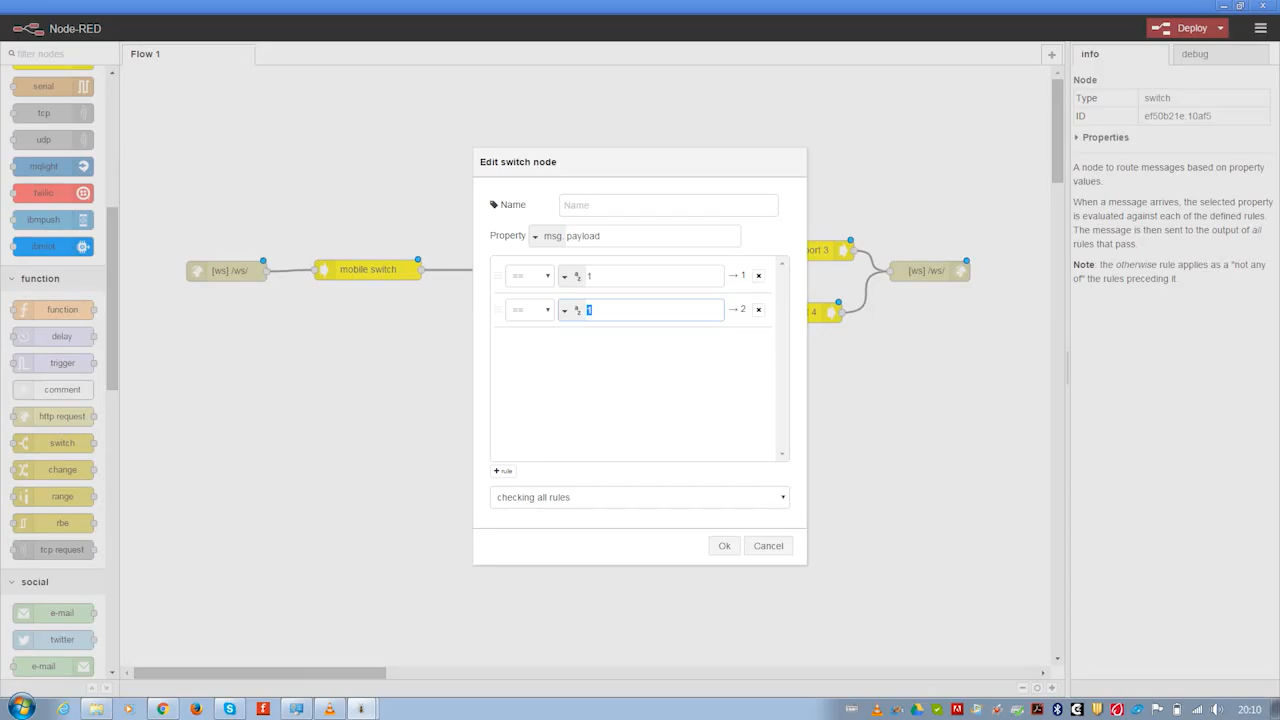 Node-RED
Deploy
filter nodes
Flow 1
info
debug
serial
tcp
udp
mqlight
twilio
ibmpush
ibmiot
function
function
delay
trigger
comment
http request
switch
change
range
rbe
tcp request
social
e-mail
twitter
e-mail
[ws] /ws/
mobile switch
port 3
4
[ws] /ws/
Edit switch node
Name
Name
Property
msg. payload
==
az
1
→ 1
×
==
az
1
→ 2
×
+ rule
checking all rules
Ok
Cancel
Node
Type
switch
ID
ef50b21e.10af5
Properties
A node to route messages based on property
values.
When a message arrives, the selected property
is evaluated against each of the defined rules.
The message is then sent to the output of all
rules that pass.
Note: the otherwise rule applies as a "not any
of" the rules preceding it.
20:10